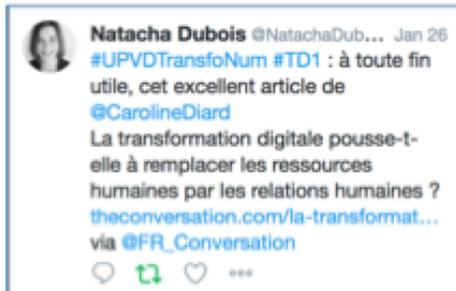 Natacha Dubois @NatachaDub... Jan 26
#UPVDTransfoNum #TD1 : à toute fin
utile, cet excellent article de
@CarolineDiard
La transformation digitale pousse-t-
elle à remplacer les ressources
humaines par les relations humaines ?
theconversation.com/la-transformat...
via @FR_Conversation